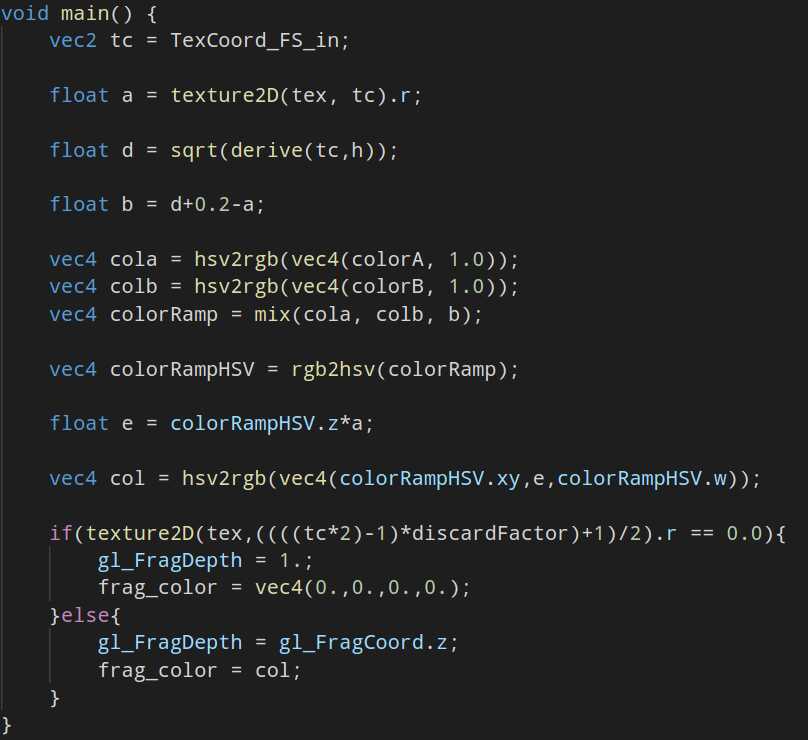 void main() {
    vec2 tc = TexCoord_FS_in;
    float a = texture2D(tex, tc).r;
    float d = sqrt(derive(tc,h));
    float b = d+0.2-a;
    vec4 cola = hsv2rgb(vec4(colorA, 1.0));
    vec4 colb = hsv2rgb(vec4(colorB, 1.0));
    vec4 colorRamp = mix(cola, colb, b);
    vec4 colorRampHSV = rgb2hsv(colorRamp);
    float e = colorRampHSV.z*a;
    vec4 col = hsv2rgb(vec4(colorRampHSV.xy,e,colorRampHSV.w));
    if(texture2D(tex,((((tc*2)-1)*discardFactor)+1)/2).r == 0.0){
        gl_FragDepth = 1.;
        frag_color = vec4(0.,0.,0.,0.);
    }else{
        gl_FragDepth = gl_FragCoord.z;
        frag_color = col;
    }
}